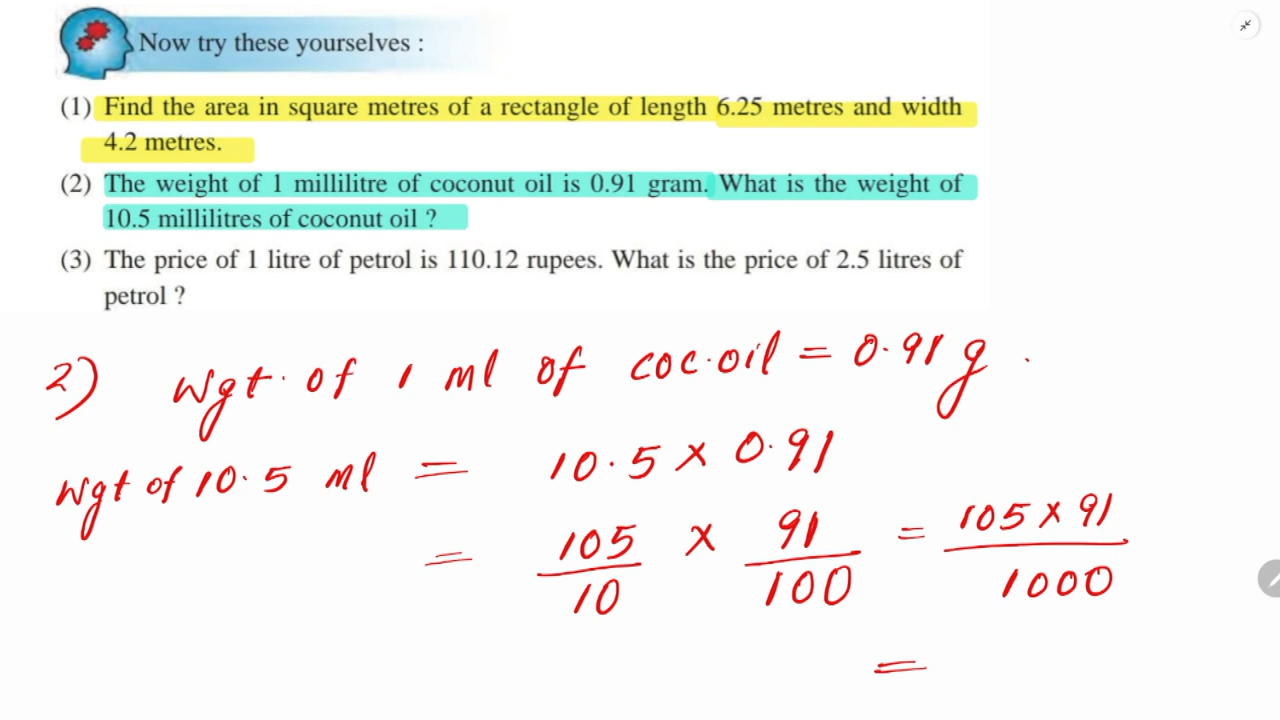 Now try these yourselves :
(1) Find the area in square metres of a rectangle of length 6.25 metres and width
4.2 metres.
(2) The weight of 1 millilitre of coconut oil is 0.91 gram. What is the weight of
10.5 millilitres of coconut oil ?
(3) The price of 1 litre of petrol is 110.12 rupees. What is the price of 2.5 litres of
petrol ?
2) Wgt. of 1 ml of coc.oil = 0.91 g .
Wgt of 10.5 ml = 10.5 × 0.91
= 105/10 × 91/100 = 105 × 91/1000
=